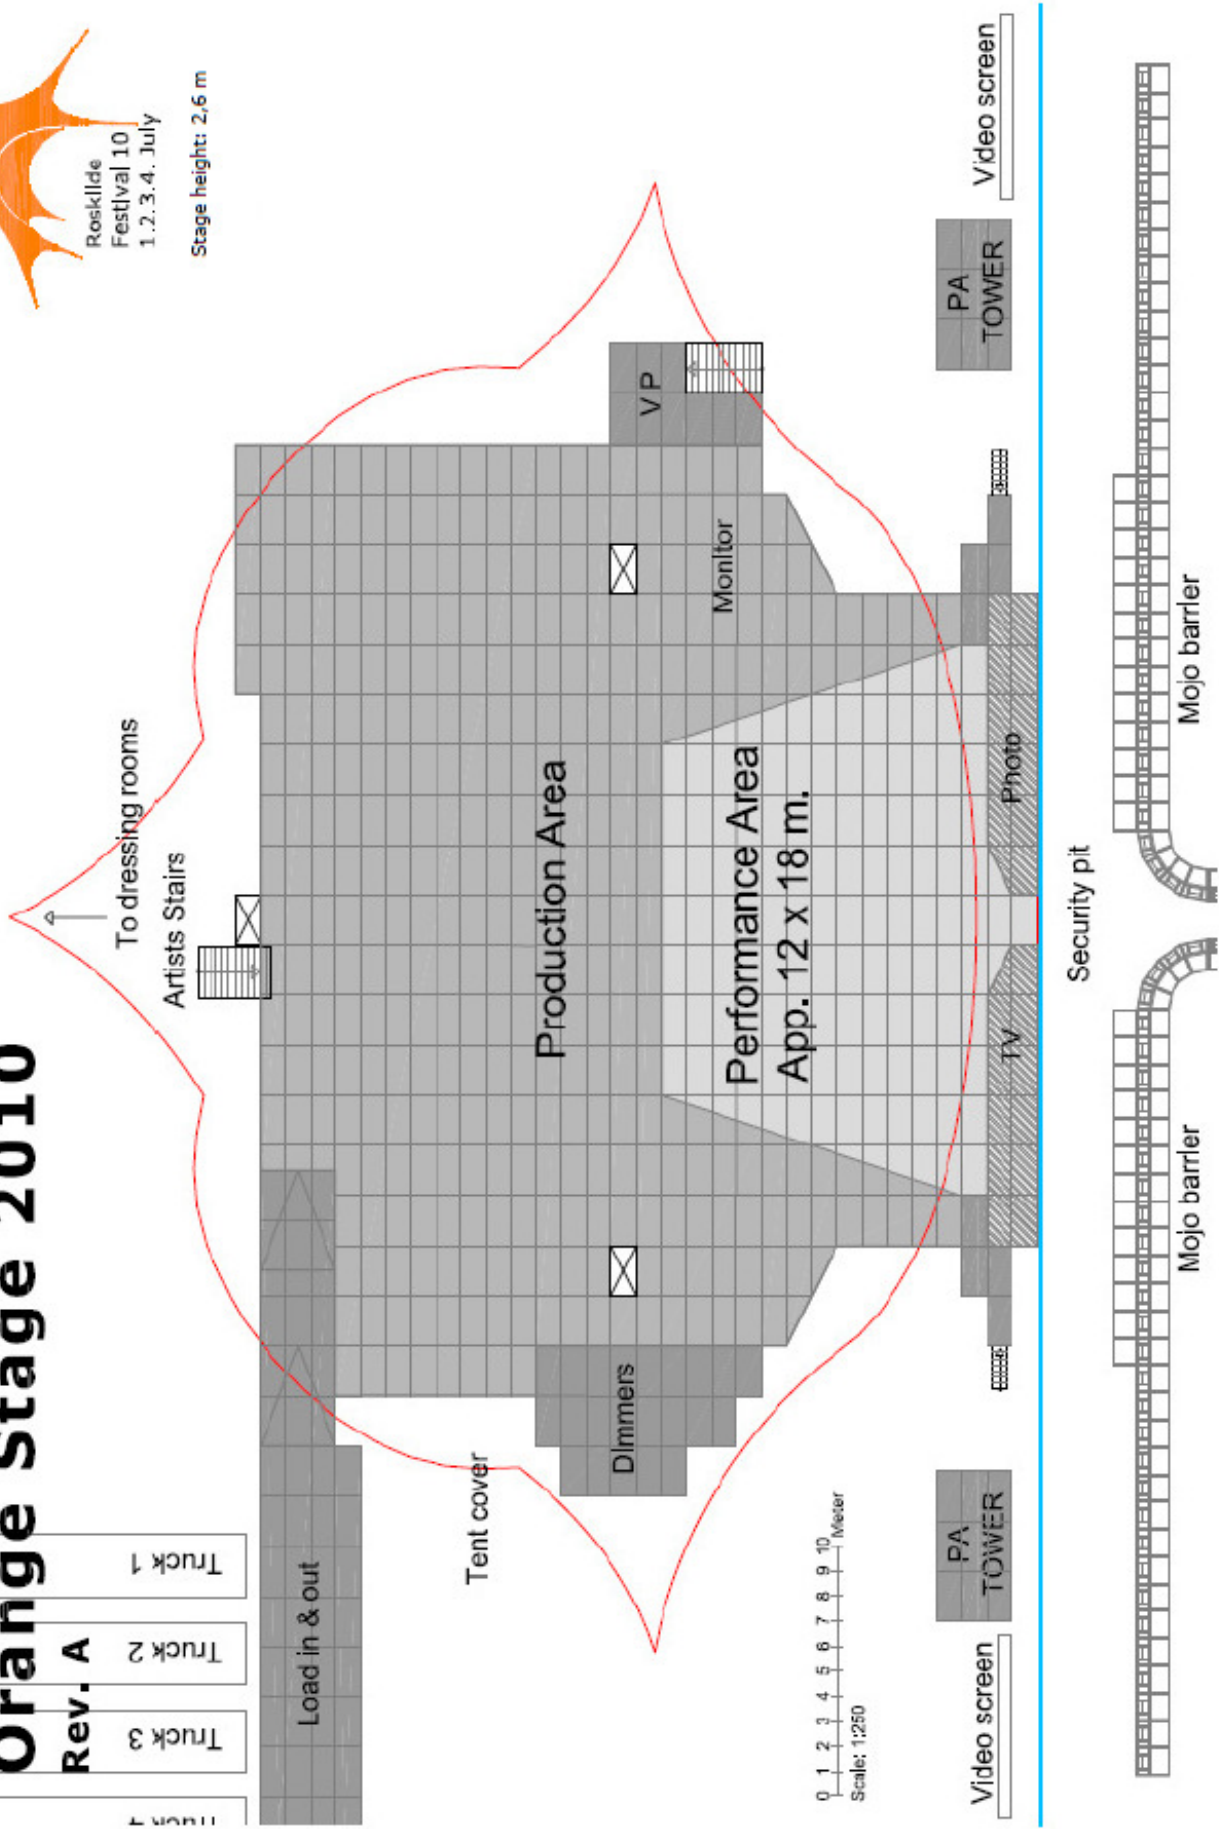 Orange Stage 2010
Rev. A
Roskilde
Festival 10
1.2.3.4. July
Stage height: 2,6 m
Truck 4
Truck 3
Truck 2
Truck 1
To dressing rooms
Artists Stairs
Load in & out
Tent cover
Production Area
Dimmers
VIP
Monitor
Performance Area
App. 12 x 18 m.
0 1 2 3 4 5 6 7 8 9 10 Meter
Scale: 1:250
Video screen
PA
TOWER
TV
Photo
PA
TOWER
Video screen
Security pit
Mojo barrier
Mojo barrier